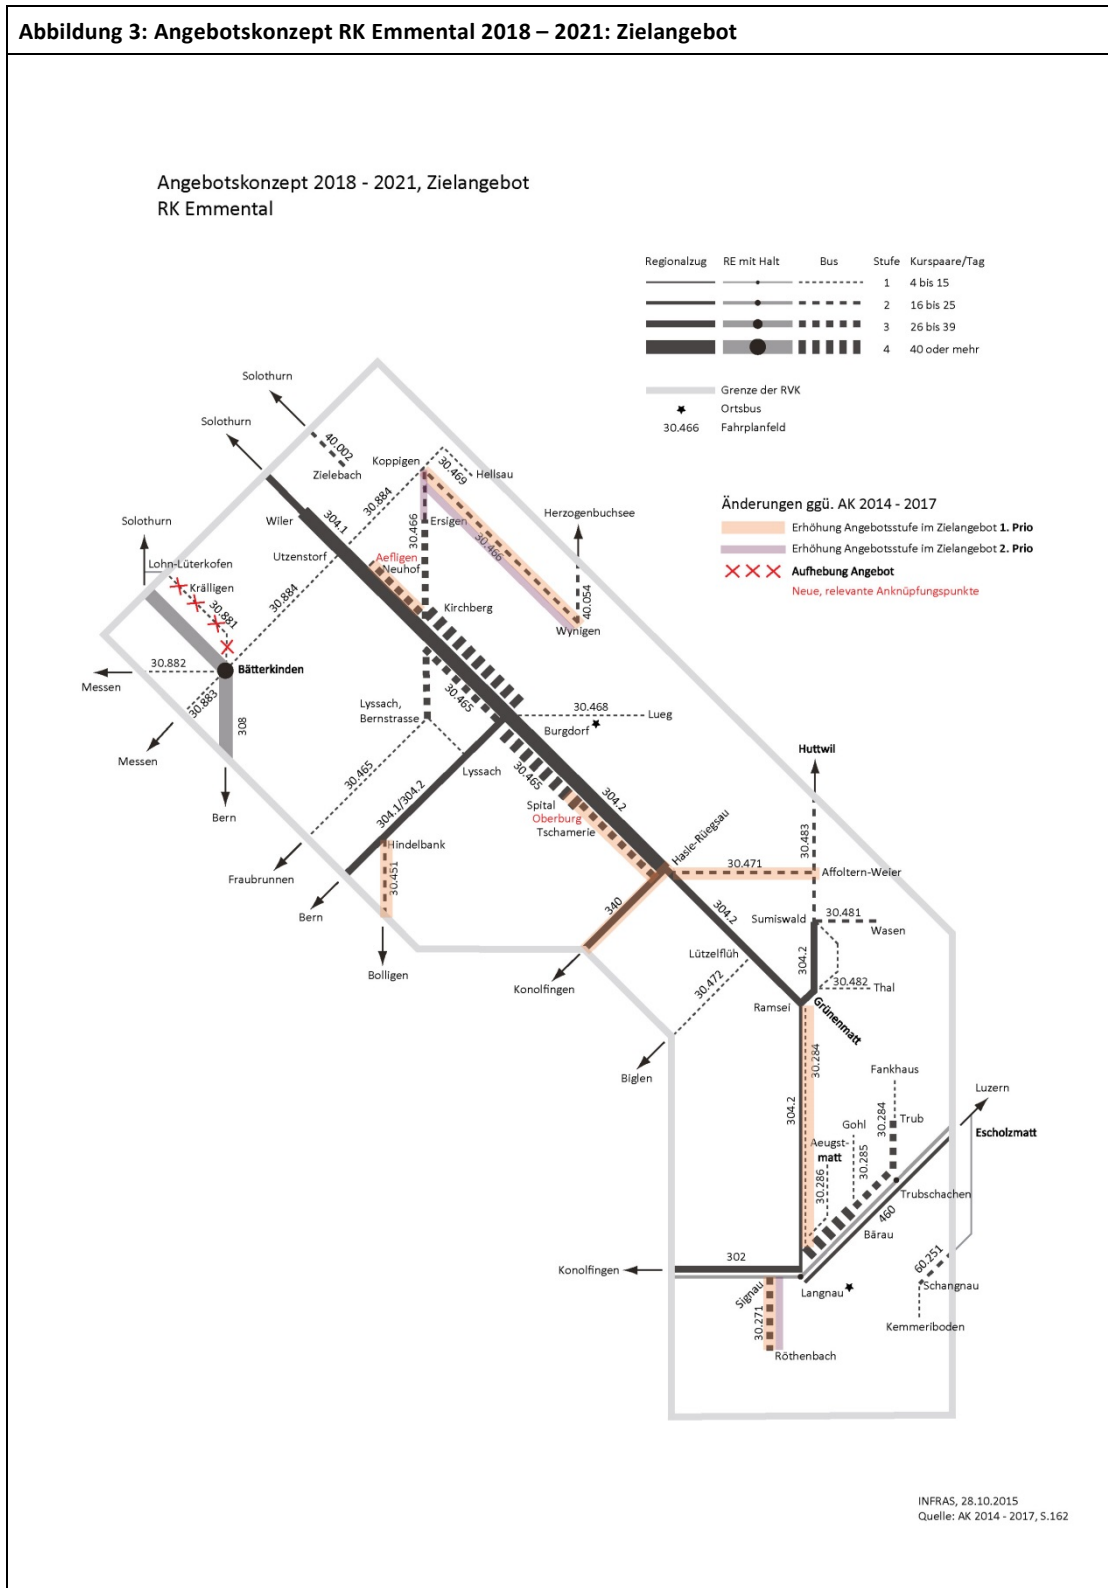 Abbildung 3: Angebotskonzept RK Emmental 2018 – 2021: Zielangebot
Angebotskonzept 2018 - 2021, Zielangebot
RK Emmental
Regionalzug RE mit Halt Bus Stufe Kurspaare/Tag
1 4 bis 15
2 16 bis 25
3 26 bis 39
4 40 oder mehr
Grenze der RVK
Ortsbus
30.466 Fahrplanfeld
Änderungen ggü. AK 2014 - 2017
Erhöhung Angebotsstufe im Zielangebot 1. Prio
Erhöhung Angebotsstufe im Zielangebot 2. Prio
Aufhebung Angebot
Neue, relevante Anknüpfungspunkte
Solothurn
Solothurn
40.002
Zielebach
Koppigen
30.469
Hellsau
30.884
Wiler
304.1
30.466
Ersigen
30.466
Herzogenbuchsee
40.054
Wynigen
Solothurn
Utzenstorf
Aefligen
Neuhof
Lohn-Lüterkofen
Krälligen
30.881
30.884
Kirchberg
30.882
Bätterkinden
Messen
30.883
308
Messen
Bern
30.465
Lyssach,
Bernstrasse
30.468
Lueg
Burgdorf
30.465
Lyssach
304.1/304.2
30.465
Spital
Oberburg
Tschamerie
304.2
Huttwil
30.483
Hindelbank
30.451
Fraubrunnen
Bern
Bolligen
Hasle-Rüegsau
30.471
Affoltern-Weier
340
304.2
Sumiswald
30.481
Wasen
Konolfingen
Lützelflüh
30.472
304.2
30.482
Thal
Ramsei
Grünenmatt
Biglen
30.284
304.2
Fankhaus
30.284
Trub
Luzern
Escholzmatt
Gohl
30.285
Aeugst-
matt
30.286
Trubschachen
460
Bärau
302
Konolfingen
60.251
Schangnau
Kemmeriboden
Signau
Langnau
30.271
Röthenbach
INFRAS, 28.10.2015
Quelle: AK 2014 - 2017, S.162